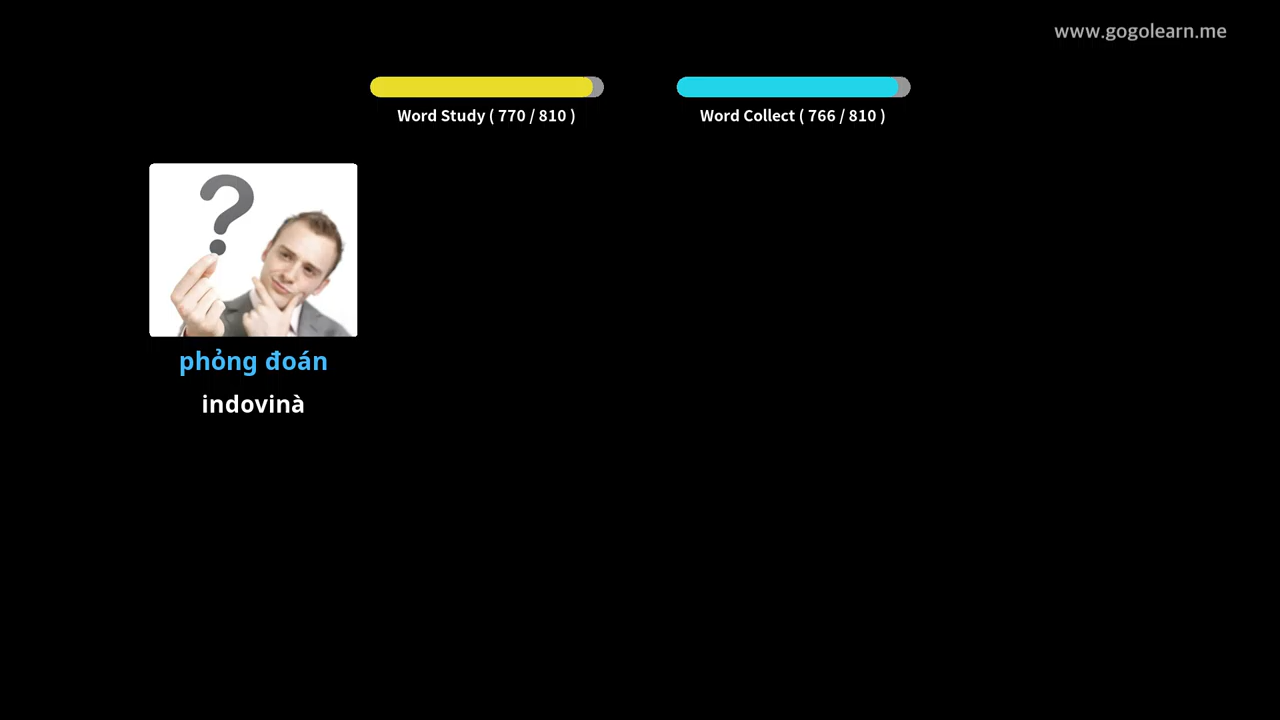 www.gogolearn.me
Word Study ( 770 / 810 )
Word Collect ( 766 / 810 )
phỏng đoán
indovinà